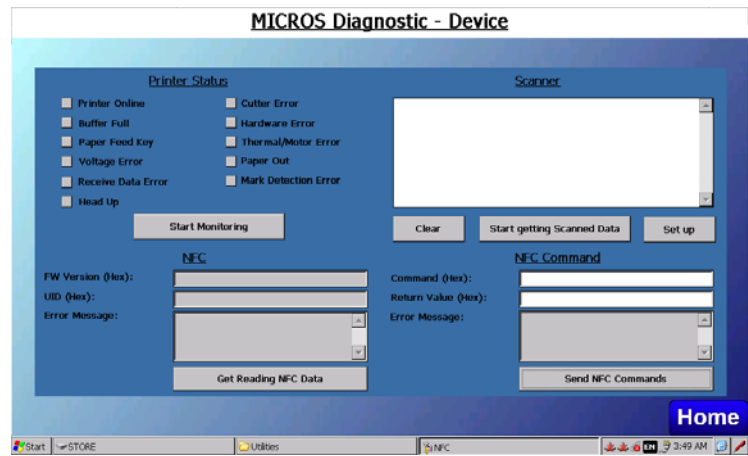 MICROS Diagnostic - Device
Printer Status
Printer Online
Cutter Error
Buffer Full
Hardware Error
Paper Feed Key
Thermal/Motor Error
Voltage Error
Paper Out
Receive Data Error
Mark Detection Error
Head Up
Start Monitoring
Scanner
Clear
Start getting Scanned Data
Set up
NFC
FW Version (Hex):
UID (Hex):
Error Message:
Get Reading NFC Data
NFC Command
Command (Hex):
Return Value (Hex):
Error Message:
Send NFC Commands
Home
Start
STORE
Utilities
NFC
EN
3:49 AM